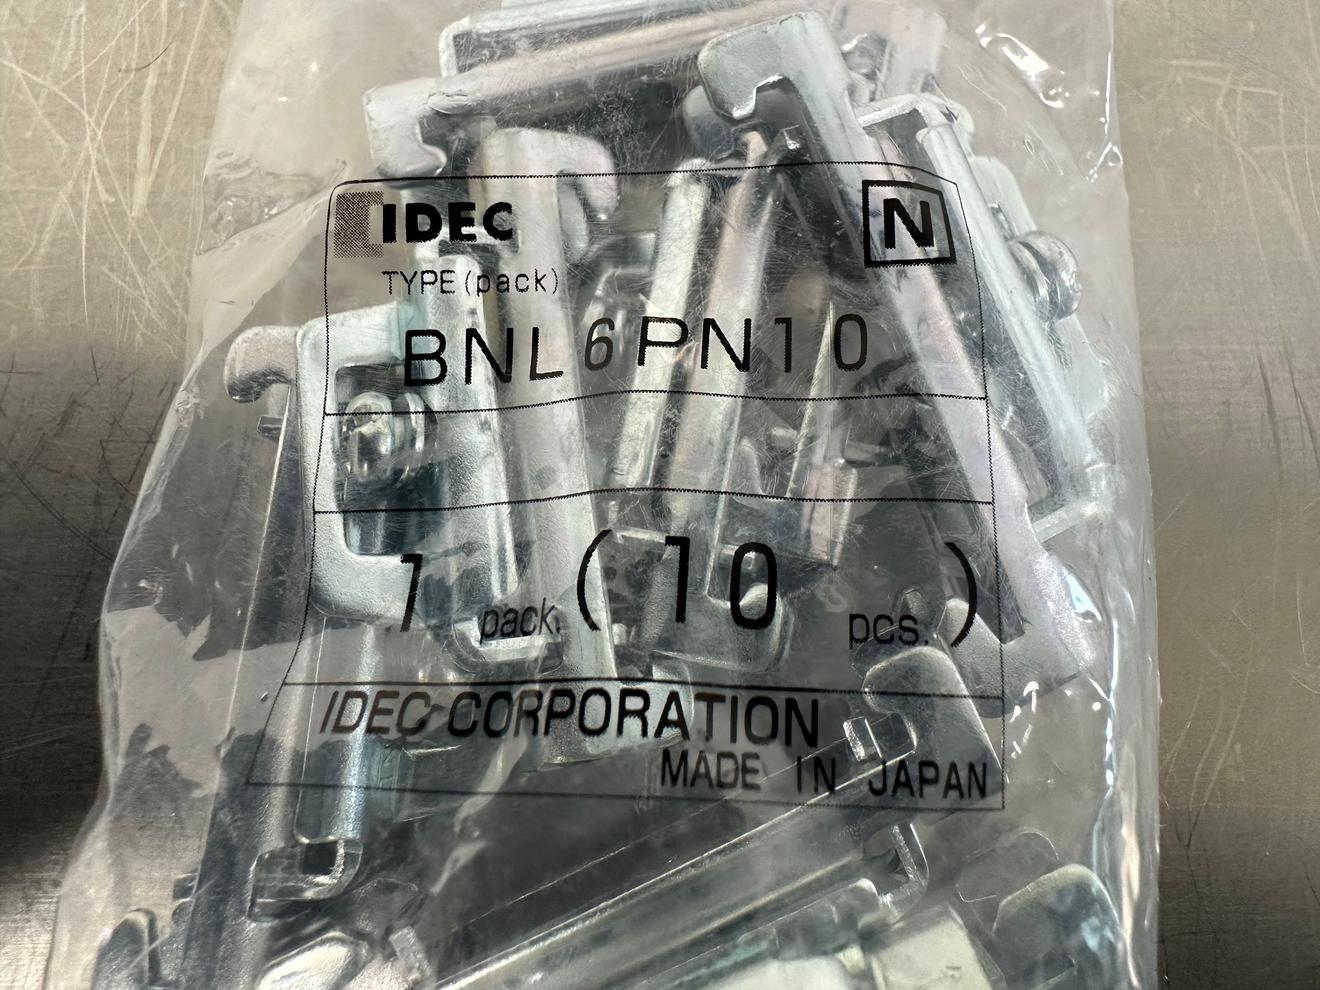 IDEC N
TYPE(pack)
BNL6PN10
1 pack. (10 pcs.)
IDEC CORPORATION
MADE IN JAPAN